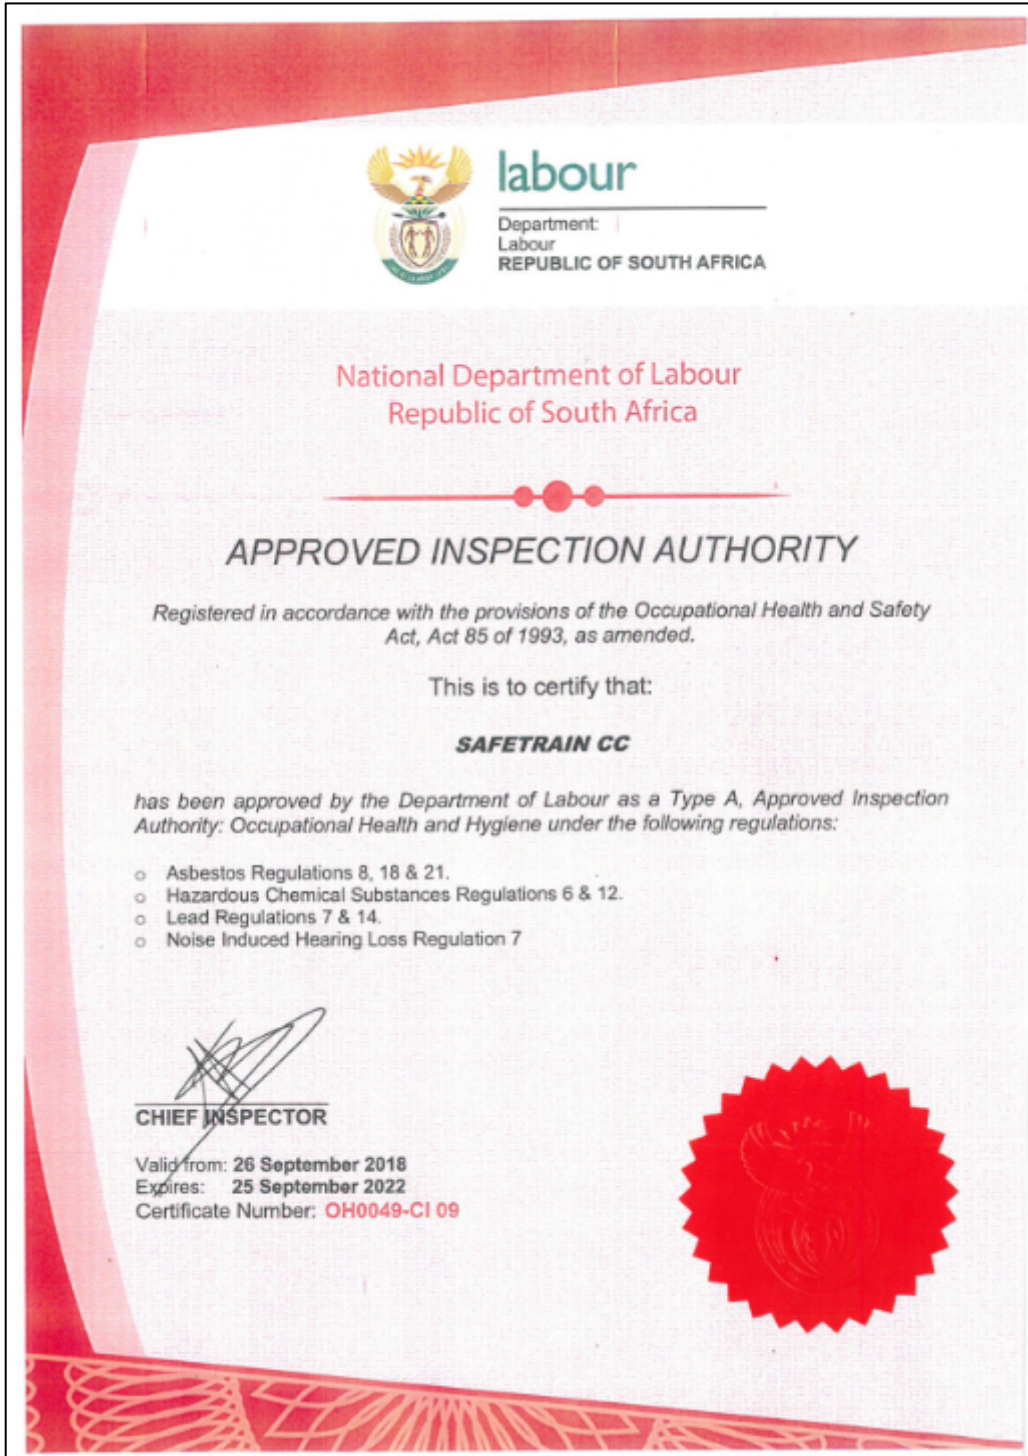 labour
Department:
Labour
REPUBLIC OF SOUTH AFRICA
National Department of Labour
Republic of South Africa
APPROVED INSPECTION AUTHORITY
Registered in accordance with the provisions of the Occupational Health and Safety
Act, Act 85 of 1993, as amended.
This is to certify that:
SAFETRAIN CC
has been approved by the Department of Labour as a Type A, Approved Inspection
Authority: Occupational Health and Hygiene under the following regulations:
o Asbestos Regulations 8, 18 & 21.
o Hazardous Chemical Substances Regulations 6 & 12.
o Lead Regulations 7 & 14.
o Noise Induced Hearing Loss Regulation 7
CHIEF INSPECTOR
Valid from: 26 September 2018
Expires: 25 September 2022
Certificate Number: OH0049-CI 09